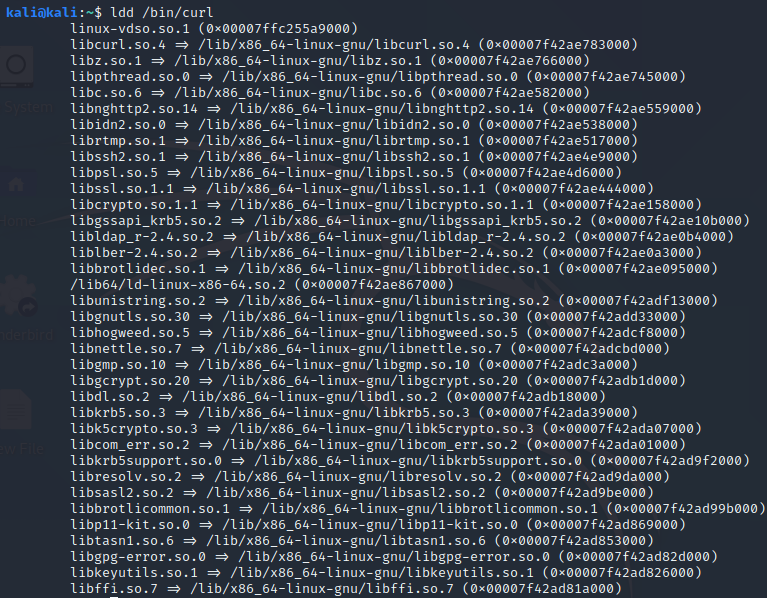 kali@kali:~$ ldd /bin/curl
linux-vdso.so.1 (0×00007ffc255a9000)
libcurl.so.4 ⇒ /lib/x86_64-linux-gnu/libcurl.so.4 (0×00007f42ae783000)
libz.so.1 ⇒ /lib/x86_64-linux-gnu/libz.so.1 (0×00007f42ae766000)
libpthread.so.0 ⇒ /lib/x86_64-linux-gnu/libpthread.so.0 (0×00007f42ae745000)
libc.so.6 ⇒ /lib/x86_64-linux-gnu/libc.so.6 (0×00007f42ae582000)
libnghttp2.so.14 ⇒ /lib/x86_64-linux-gnu/libnghttp2.so.14 (0×00007f42ae559000)
libidn2.so.0 ⇒ /lib/x86_64-linux-gnu/libidn2.so.0 (0×00007f42ae538000)
librtmp.so.1 ⇒ /lib/x86_64-linux-gnu/librtmp.so.1 (0×00007f42ae517000)
libssh2.so.1 ⇒ /lib/x86_64-linux-gnu/libssh2.so.1 (0×00007f42ae4e9000)
libpsl.so.5 ⇒ /lib/x86_64-linux-gnu/libpsl.so.5 (0×00007f42ae4d6000)
libssl.so.1.1 ⇒ /lib/x86_64-linux-gnu/libssl.so.1.1 (0×00007f42ae444000)
libcrypto.so.1.1 ⇒ /lib/x86_64-linux-gnu/libcrypto.so.1.1 (0×00007f42ae158000)
libgssapi_krb5.so.2 ⇒ /lib/x86_64-linux-gnu/libgssapi_krb5.so.2 (0×00007f42ae10b000)
libldap_r-2.4.so.2 ⇒ /lib/x86_64-linux-gnu/libldap_r-2.4.so.2 (0×00007f42ae0b4000)
liblber-2.4.so.2 ⇒ /lib/x86_64-linux-gnu/liblber-2.4.so.2 (0×00007f42ae0a3000)
libbrotlidec.so.1 ⇒ /lib/x86_64-linux-gnu/libbrotlidec.so.1 (0×00007f42ae095000)
/lib64/ld-linux-x86-64.so.2 (0×00007f42ae867000)
libunistring.so.2 ⇒ /lib/x86_64-linux-gnu/libunistring.so.2 (0×00007f42adf13000)
libgnutls.so.30 ⇒ /lib/x86_64-linux-gnu/libgnutls.so.30 (0×00007f42add33000)
libhogweed.so.5 ⇒ /lib/x86_64-linux-gnu/libhogweed.so.5 (0×00007f42adcf8000)
libnettle.so.7 ⇒ /lib/x86_64-linux-gnu/libnettle.so.7 (0×00007f42adcbd000)
libgmp.so.10 ⇒ /lib/x86_64-linux-gnu/libgmp.so.10 (0×00007f42adc3a000)
libgcrypt.so.20 ⇒ /lib/x86_64-linux-gnu/libgcrypt.so.20 (0×00007f42adb1d000)
libdl.so.2 ⇒ /lib/x86_64-linux-gnu/libdl.so.2 (0×00007f42adb18000)
libkrb5.so.3 ⇒ /lib/x86_64-linux-gnu/libkrb5.so.3 (0×00007f42ada39000)
libk5crypto.so.3 ⇒ /lib/x86_64-linux-gnu/libk5crypto.so.3 (0×00007f42ada07000)
libcom_err.so.2 ⇒ /lib/x86_64-linux-gnu/libcom_err.so.2 (0×00007f42ada01000)
libkrb5support.so.0 ⇒ /lib/x86_64-linux-gnu/libkrb5support.so.0 (0×00007f42ad9f2000)
libresolv.so.2 ⇒ /lib/x86_64-linux-gnu/libresolv.so.2 (0×00007f42ad9da000)
libsasl2.so.2 ⇒ /lib/x86_64-linux-gnu/libsasl2.so.2 (0×00007f42ad9be000)
libbrotlicommon.so.1 ⇒ /lib/x86_64-linux-gnu/libbrotlicommon.so.1 (0×00007f42ad99b000)
libp11-kit.so.0 ⇒ /lib/x86_64-linux-gnu/libp11-kit.so.0 (0×00007f42ad869000)
libtasn1.so.6 ⇒ /lib/x86_64-linux-gnu/libtasn1.so.6 (0×00007f42ad853000)
libgpg-error.so.0 ⇒ /lib/x86_64-linux-gnu/libgpg-error.so.0 (0×00007f42ad82d000)
libkeyutils.so.1 ⇒ /lib/x86_64-linux-gnu/libkeyutils.so.1 (0×00007f42ad826000)
libffi.so.7 ⇒ /lib/x86_64-linux-gnu/libffi.so.7 (0×00007f42ad81a000)